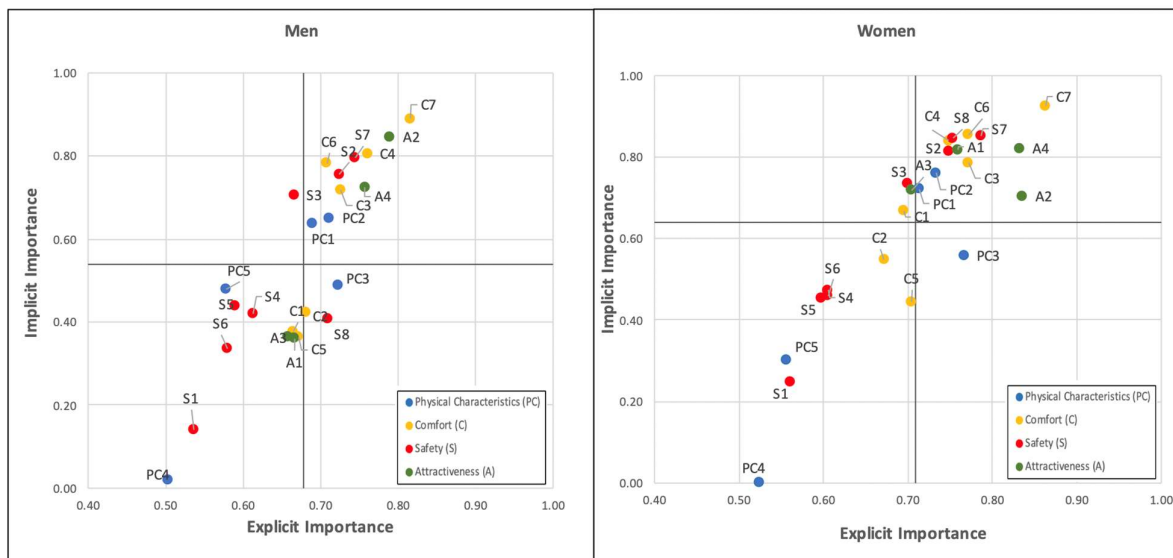 Men
1.00
0.80
0.60
0.40
0.20
0.00
0.40
0.50
0.60
0.70
0.80
0.90
1.00
Implicit Importance
Explicit Importance
C7
A2
S7
C6
S2
C4
A4
S3
C3
PC2
PC1
PC3
PC5
S4
S5
C1
C2
S8
S6
A3
C5
A1
S1
PC4
Physical Characteristics (PC)
Comfort (C)
Safety (S)
Attractiveness (A)
Women
1.00
0.80
0.60
0.40
0.20
0.00
0.40
0.50
0.60
0.70
0.80
0.90
1.00
Implicit Importance
Explicit Importance
C7
C6
C4
S8
S7
S2
A1
A4
A3
C3
S3
PC2
PC1
A2
C1
C2
PC3
S6
C5
S4
S5
PC5
S1
PC4
Physical Characteristics (PC)
Comfort (C)
Safety (S)
Attractiveness (A)